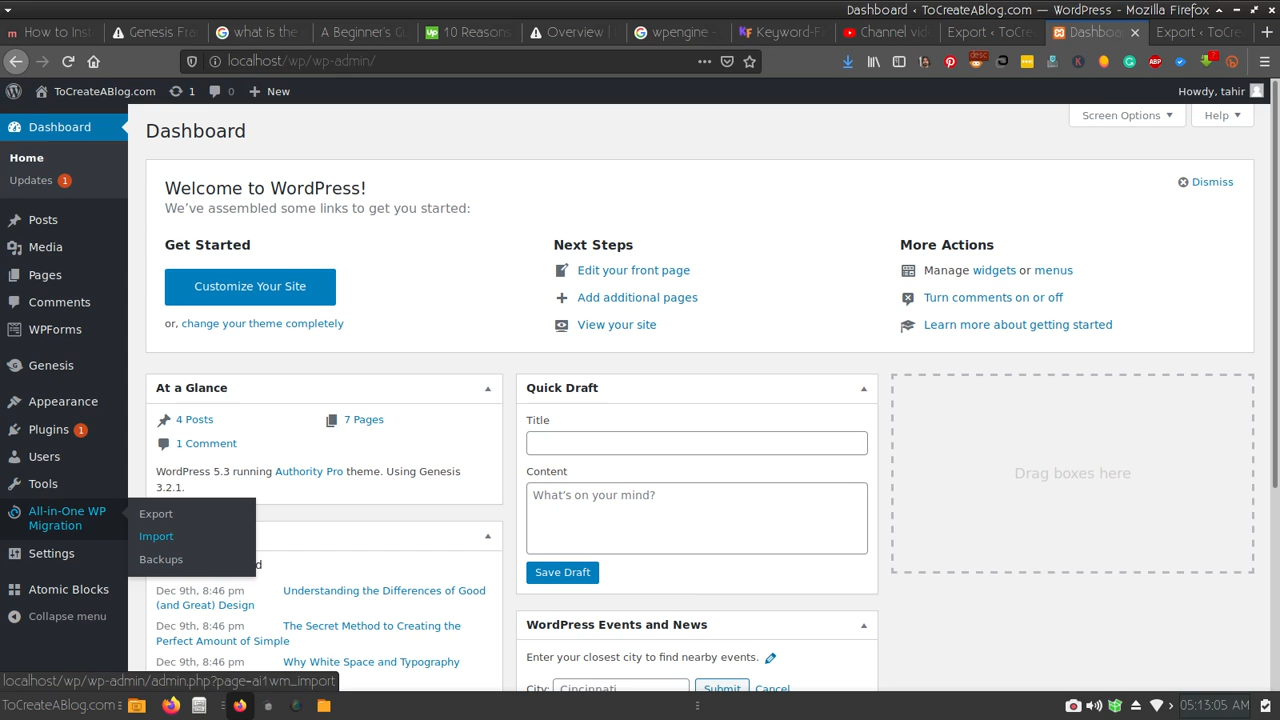 Dashboard ‹ ToCreateABlog.com — WordPress - Mozilla Firefox
How to Inst
Genesis Fra
what is the
A Beginner's G
10 Reasons
Overview |
wpengine -
Keyword-Fi
Channel vide
Export ‹ ToCre
Dashboa
Export ‹ ToCre
localhost/wp/wp-admin/
ToCreateABlog.com
1
0
New
Howdy, tahir
Dashboard
Home
Updates 1
Posts
Media
Pages
Comments
WPForms
Genesis
Appearance
Plugins 1
Users
Tools
All-in-One WP
Migration
Export
Import
Backups
Settings
Atomic Blocks
Collapse menu
Dashboard
Screen Options
Help
Welcome to WordPress!
Dismiss
We've assembled some links to get you started:
Get Started
Customize Your Site
or, change your theme completely
Next Steps
Edit your front page
Add additional pages
View your site
More Actions
Manage widgets or menus
Turn comments on or off
Learn more about getting started
At a Glance
4 Posts
7 Pages
1 Comment
WordPress 5.3 running Authority Pro theme. Using Genesis
3.2.1.
d
Dec 9th, 8:46 pm Understanding the Differences of Good
(and Great) Design
Dec 9th, 8:46 pm The Secret Method to Creating the
Perfect Amount of Simple
Dec 9th, 8:46 pm Why White Space and Typography
Quick Draft
Title
Content
What's on your mind?
Save Draft
WordPress Events and News
Enter your closest city to find nearby events.
City: Cincinnati Submit Cancel
Drag boxes here
localhost/wp/wp-admin/admin.php?page=ai1wm_import
ToCreateABlog.com
05:13:05 AM